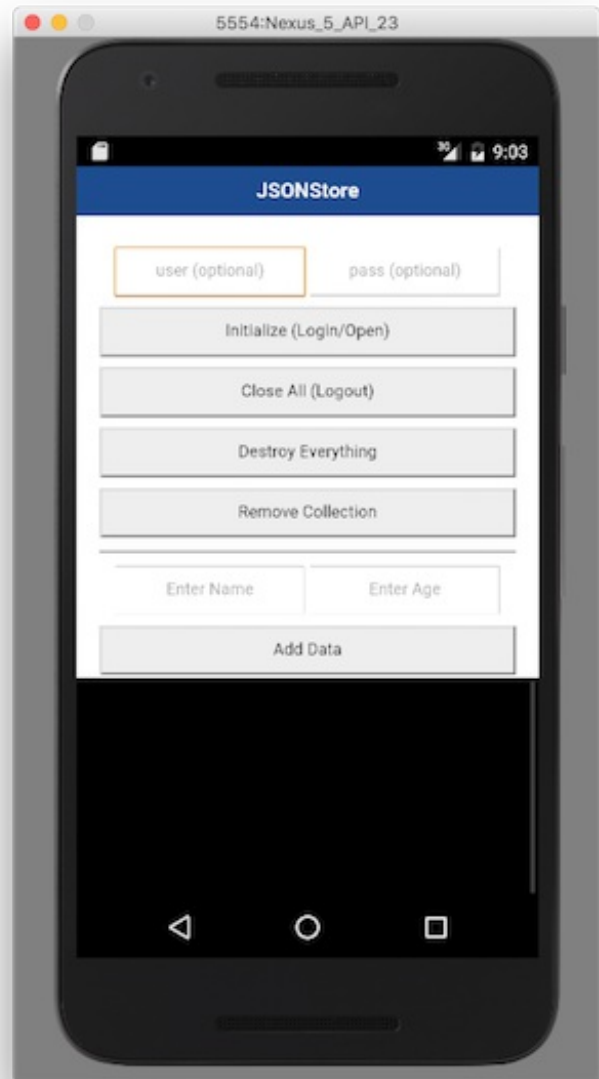 5554:Nexus_5_API_23
3G 9:03
JSONStore
user (optional) pass (optional)
Initialize (Login/Open)
Close All (Logout)
Destroy Everything
Remove Collection
Enter Name Enter Age
Add Data